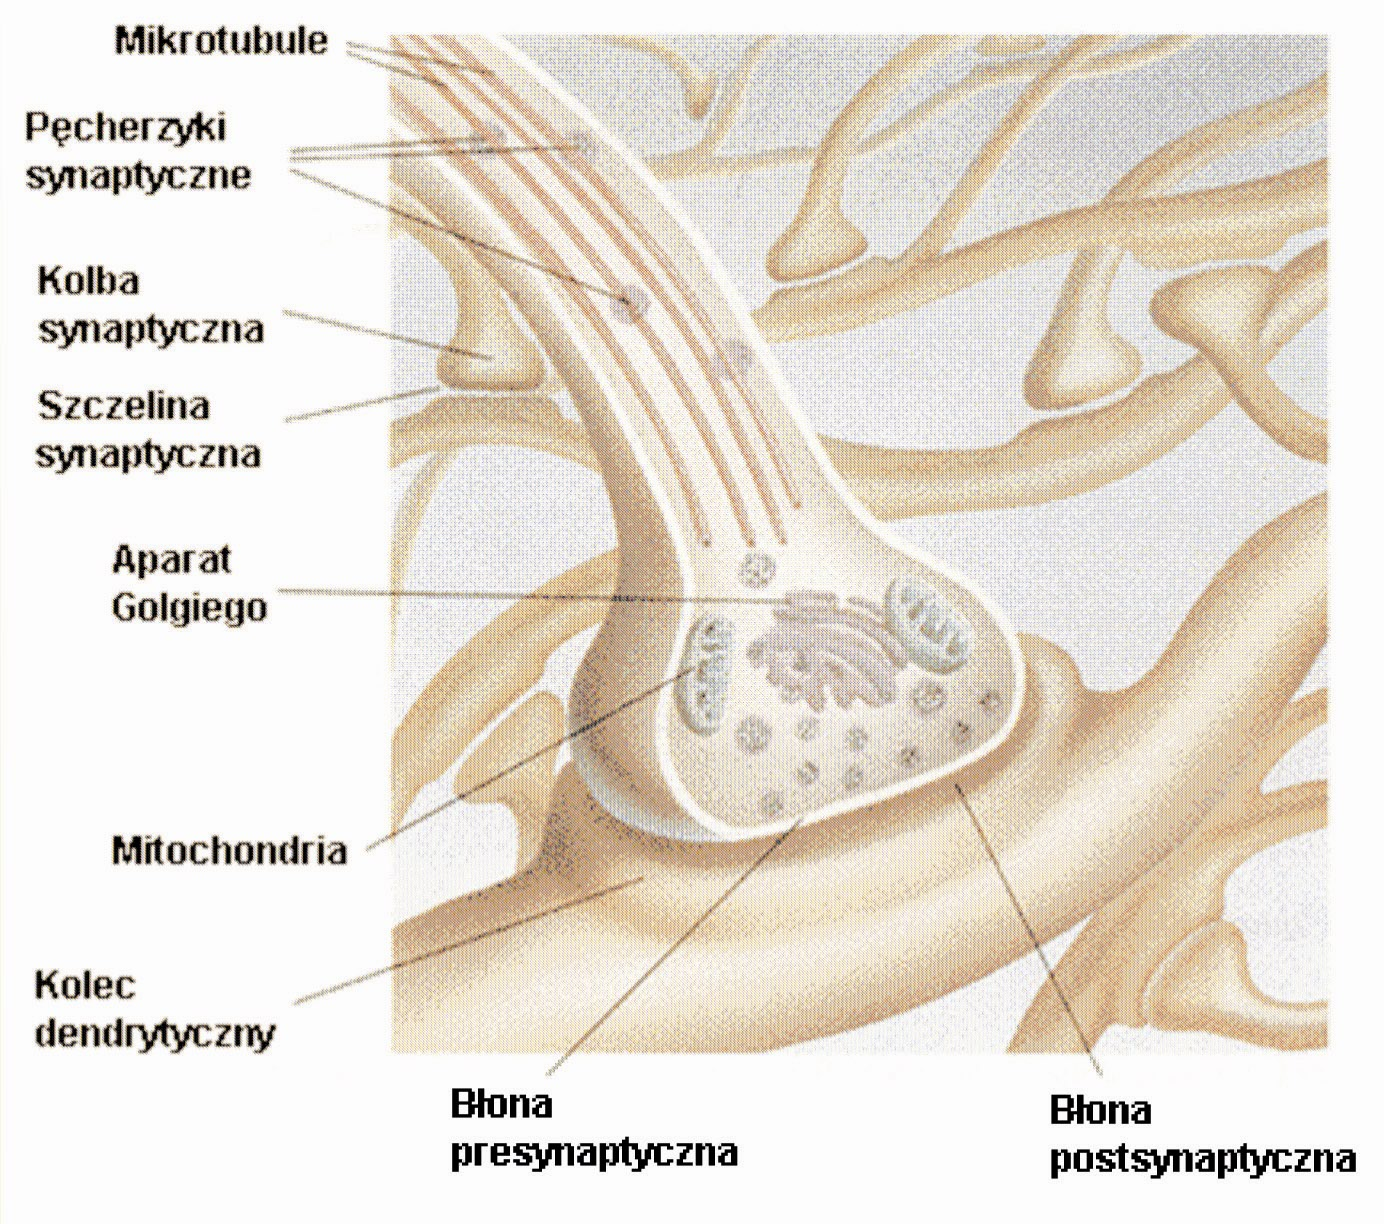 Mikrotubule
Pęcherzyki
synaptyczne
Kolba
synaptyczna
Szczelina
synaptyczna
Aparat
Golgiego
Mitochondria
Kolec
dendrytyczny
Błona
presynaptyczna
Błona
postsynaptyczna